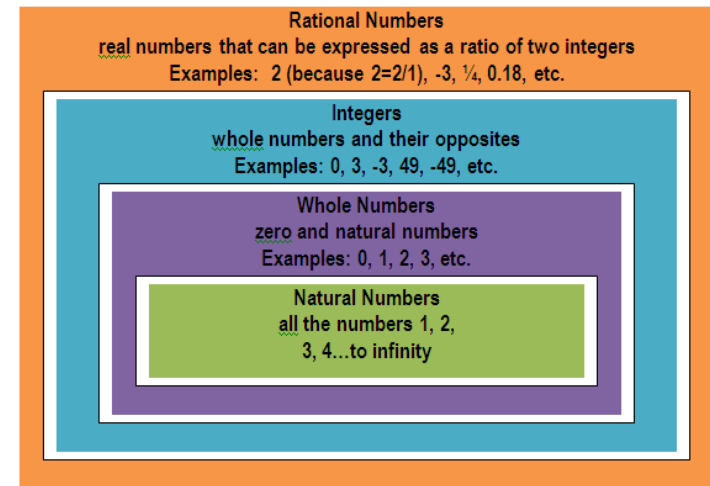 Rational Numbers
real numbers that can be expressed as a ratio of two integers
Examples:  2 (because 2=2/1), -3, ¼, 0.18, etc.
Integers
whole numbers and their opposites
Examples: 0, 3, -3, 49, -49, etc.
Whole Numbers
zero and natural numbers
Examples: 0, 1, 2, 3, etc.
Natural Numbers
all the numbers 1, 2,
3, 4…to infinity